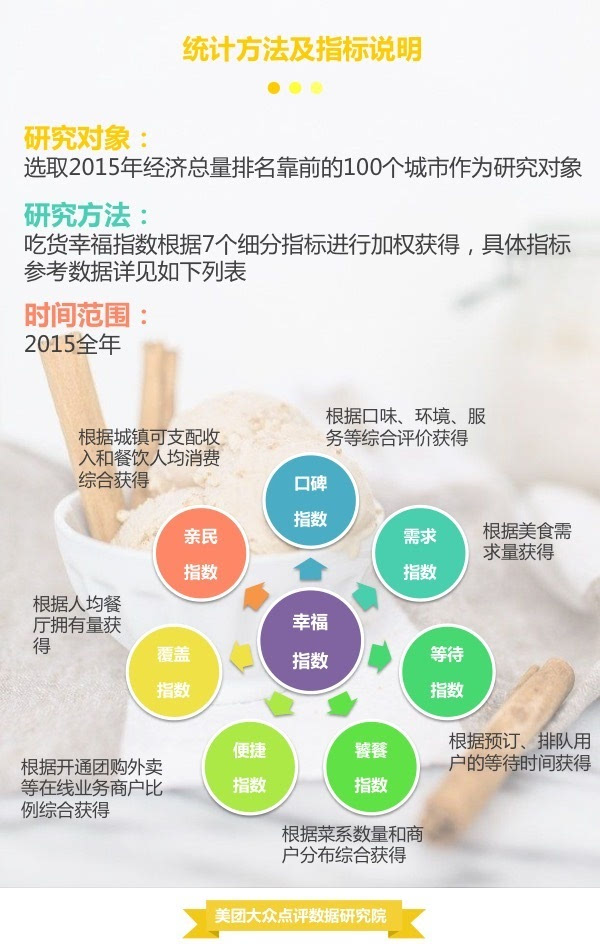 统计方法及指标说明
研究对象：
选取2015年经济总量排名靠前的100个城市作为研究对象
研究方法：
吃货幸福指数根据7个细分指标进行加权获得，具体指标
参考数据详见如下列表
时间范围：
2015全年
根据口味、环境、服
务等综合评价获得
根据城镇可支配收
入和餐饮人均消费
综合获得
口碑
指数
亲民
指数
需求
指数
根据美食需
求量获得
根据人均餐
厅拥有量获
得
幸福
指数
覆盖
指数
等待
指数
根据预订、排队用
户的等待时间获得
便捷
指数
饕餮
指数
根据开通团购外卖
等在线业务商户比
例综合获得
根据菜系数量和商
户分布综合获得
美团大众点评数据研究院